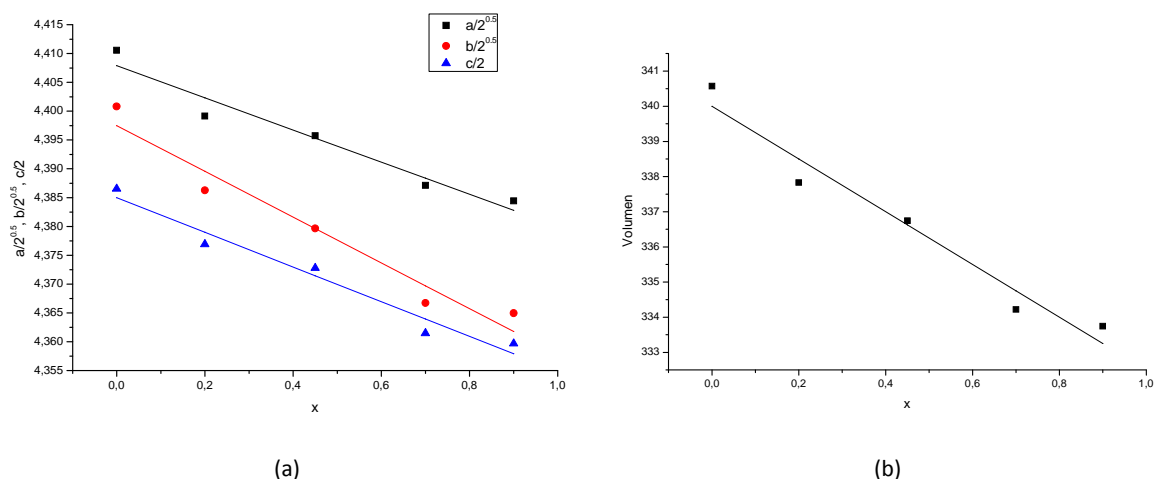 4,415
4,410
4,405
4,400
4,395
4,390
4,385
4,380
4,375
4,370
4,365
4,360
4,355
a/2^0.5, b/2^0.5, c/2
0,0 0,2 0,4 0,6 0,8 1,0
x
a/2^0.5
b/2^0.5
c/2
(a)
341
340
339
338
337
336
335
334
333
Volumen
0,0 0,2 0,4 0,6 0,8 1,0
x
(b)